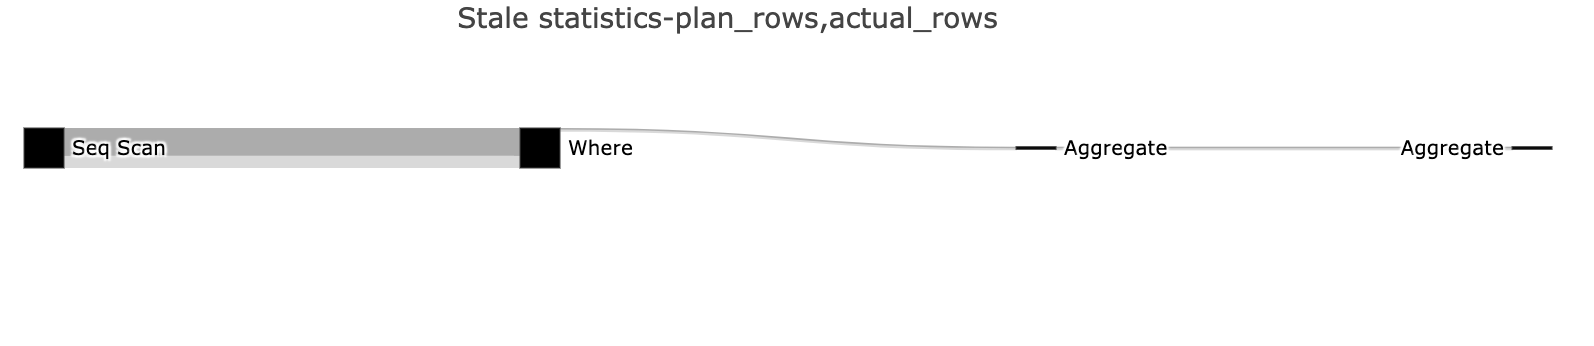 Stale statistics-plan_rows,actual_rows
Seq Scan
Where
Aggregate
Aggregate